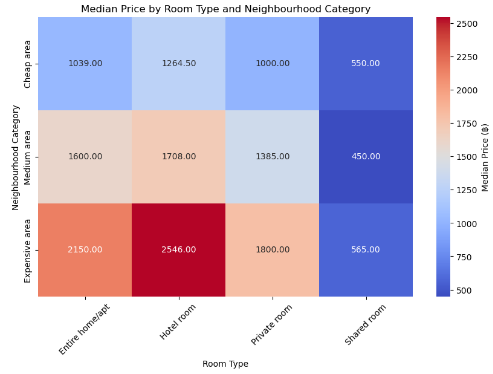 Median Price by Room Type and Neighbourhood Category
Neighbourhood Category
Cheap area
1039.00 1264.50 1000.00 550.00
Medium area
1600.00 1708.00 1385.00 450.00
Expensive area
2150.00 2546.00 1800.00 565.00
Entire home/apt Hotel room Private room Shared room
Room Type
2500
2250
2000
1750
1500
1250
1000
750
500
Median Price (฿)